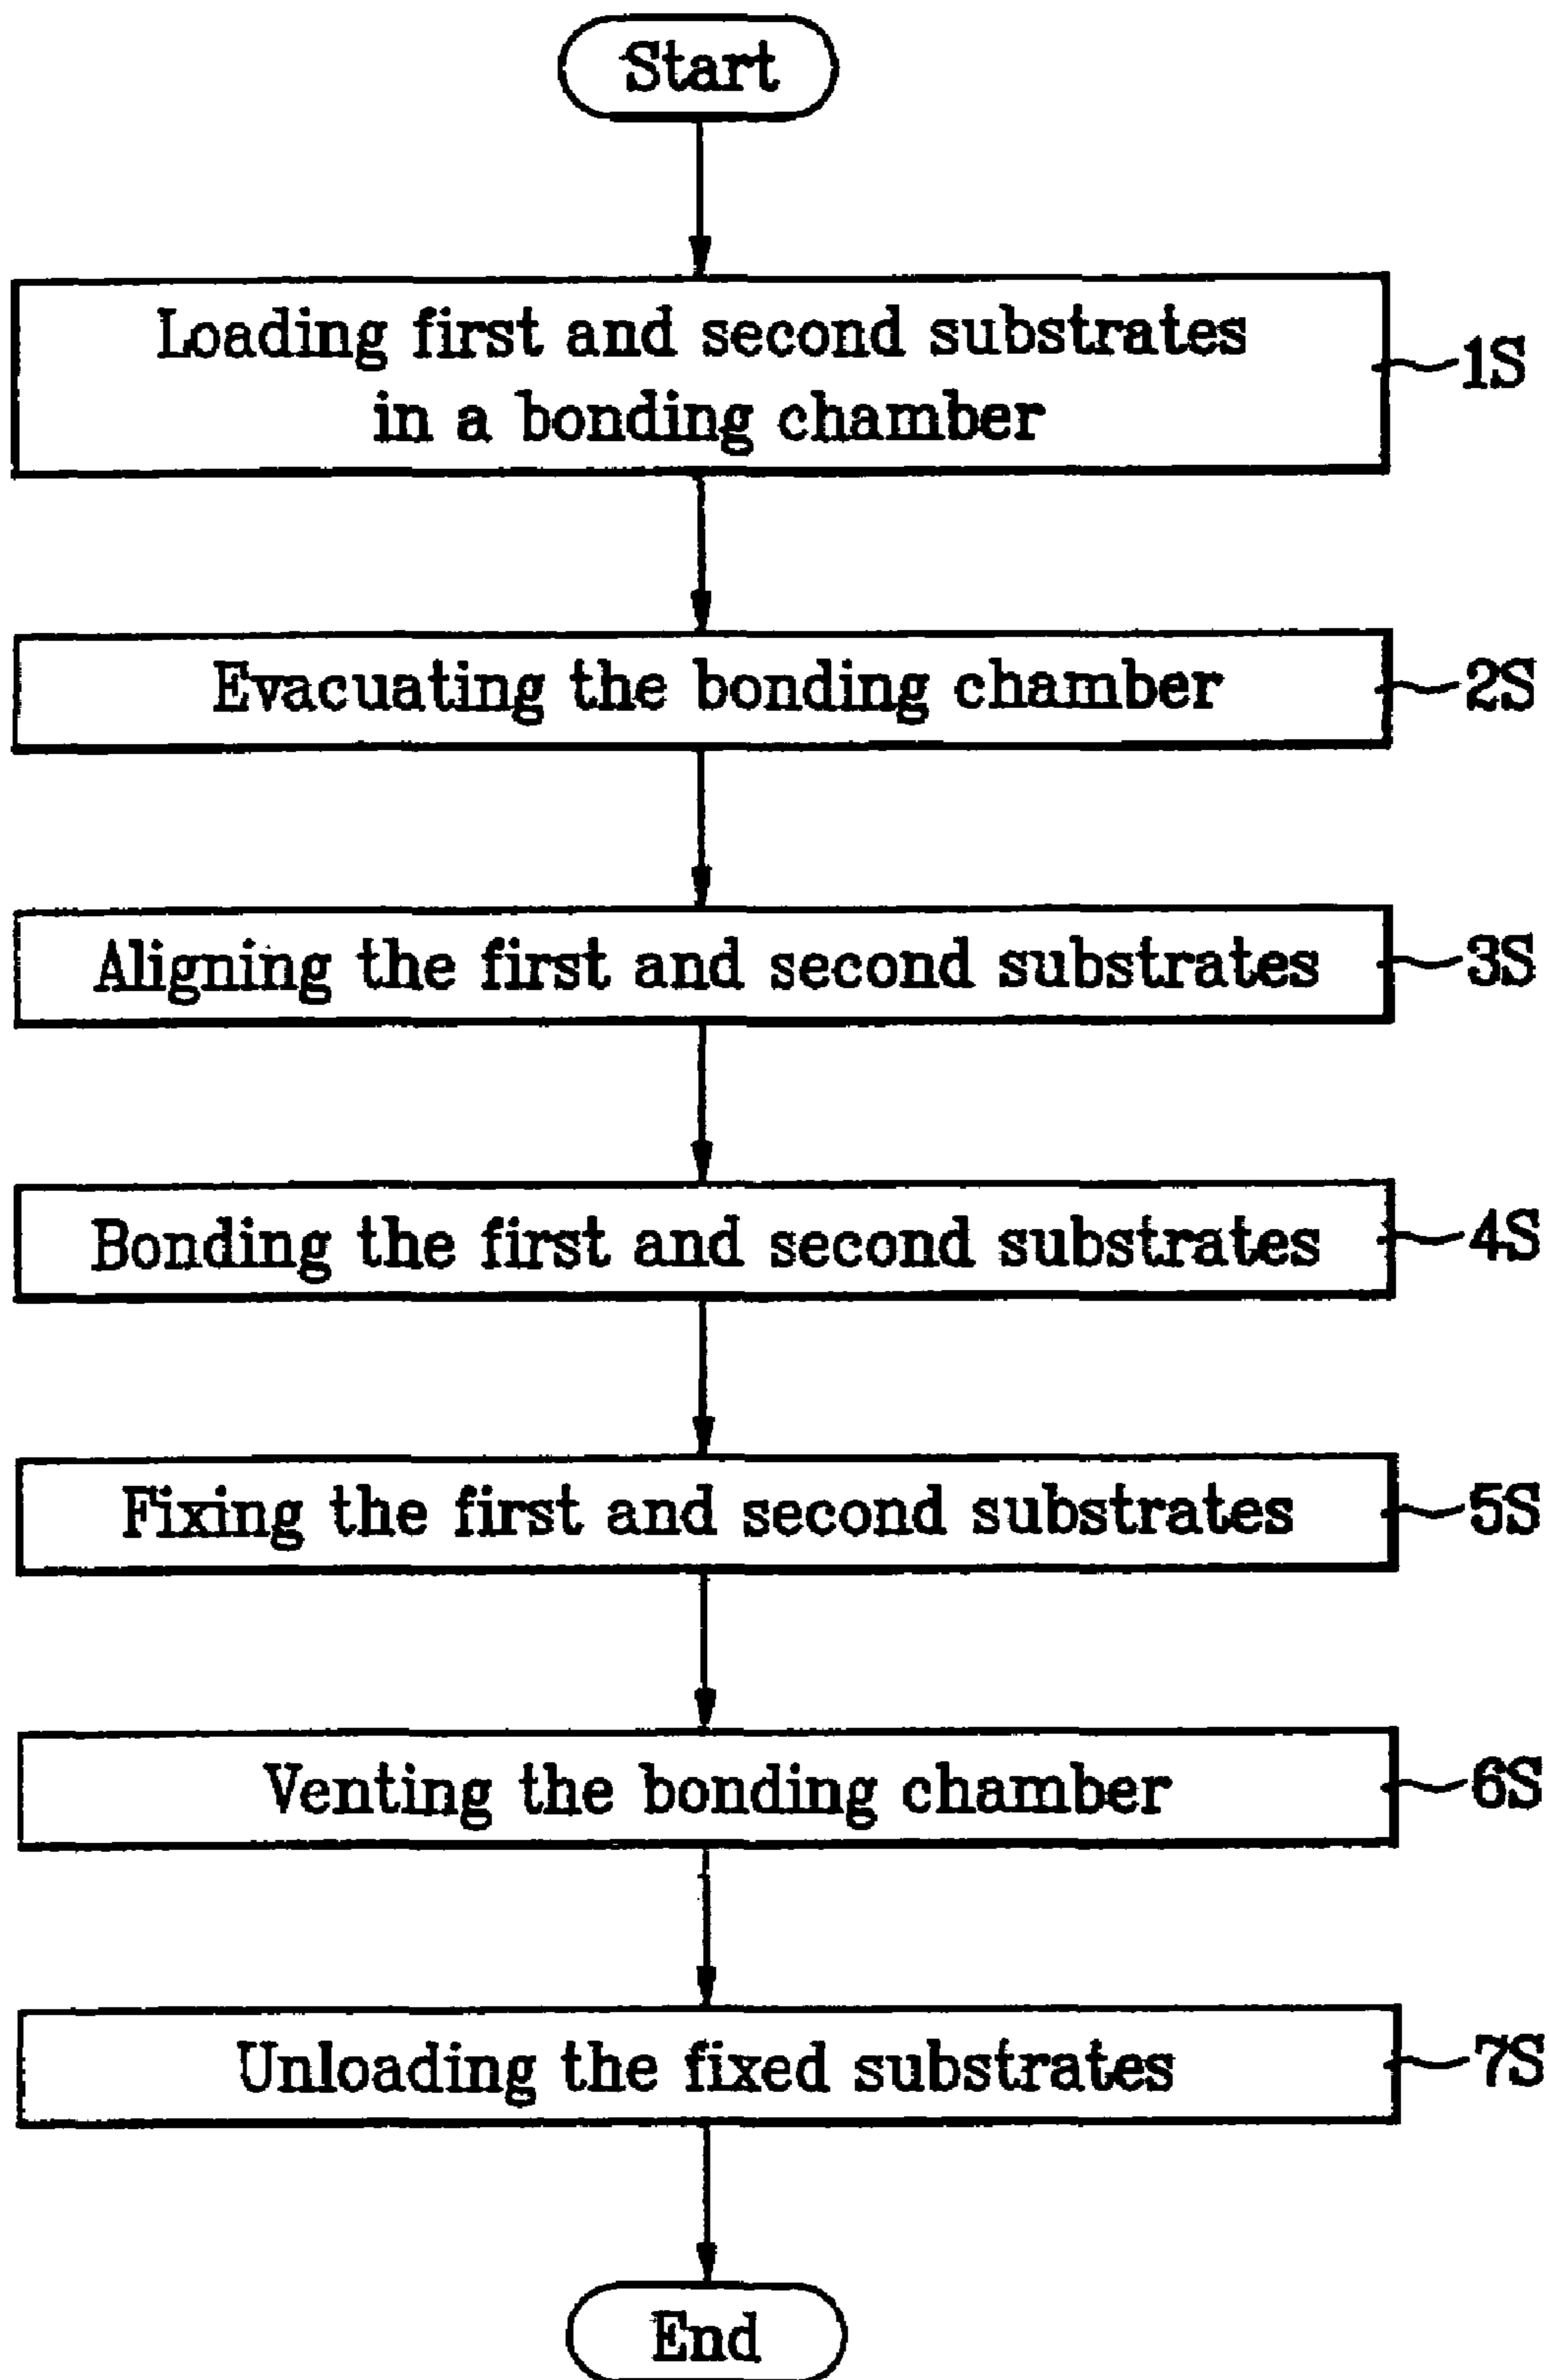 Start
Loading first and second substrates
in a bonding chamber
1S
Evacuating the bonding chamber
2S
Aligning the first and second substrates
3S
Bonding the first and second substrates
4S
Fixing the first and second substrates
5S
Venting the bonding chamber
6S
Unloading the fixed substrates
7S
End